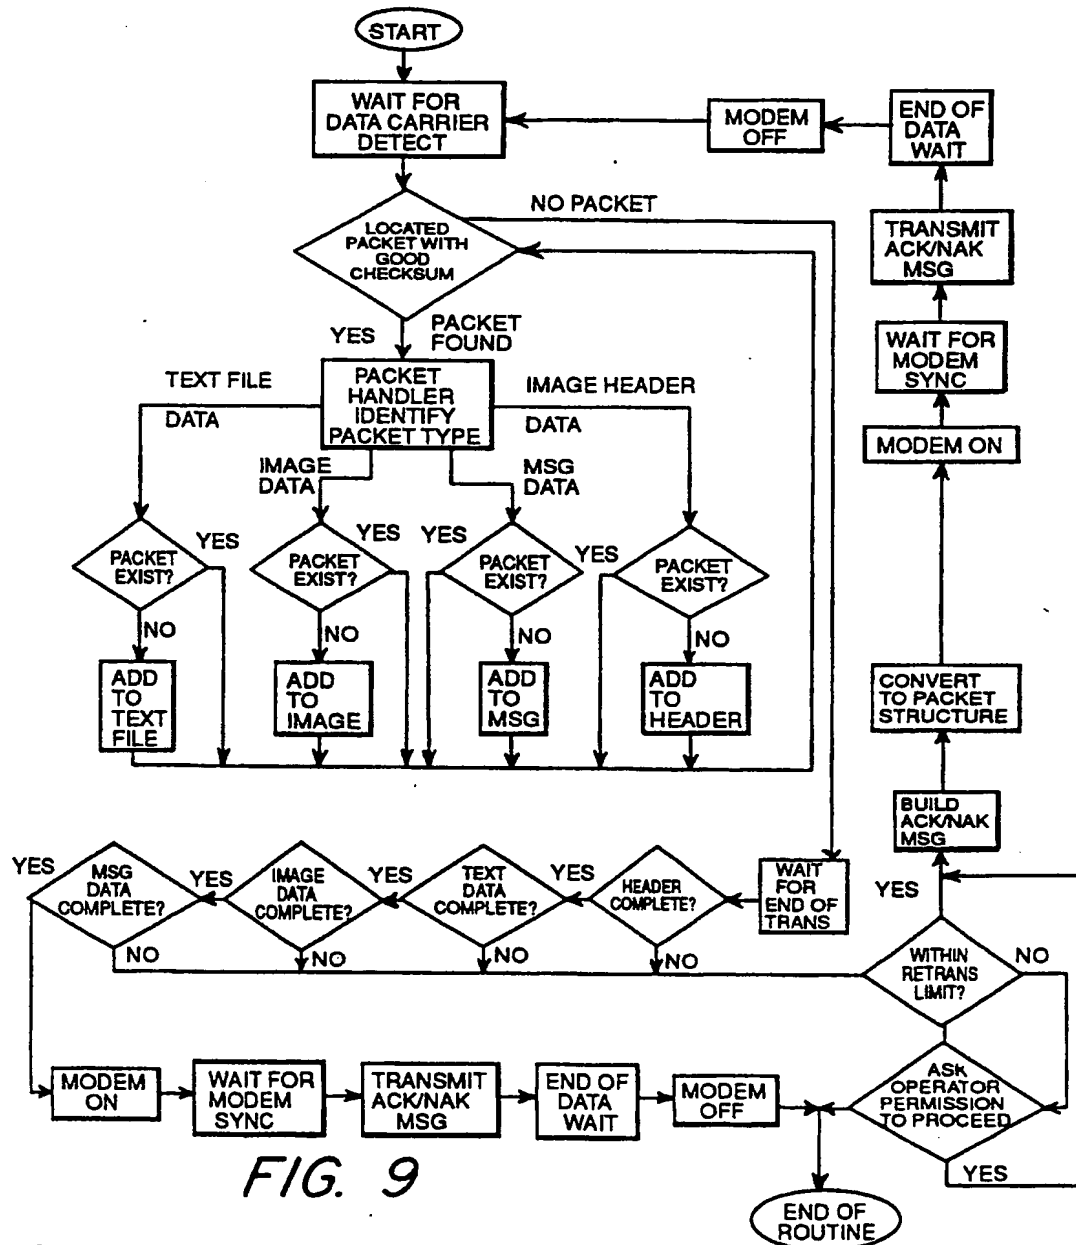 START
WAIT FOR
DATA CARRIER
DETECT
MODEM
OFF
END OF
DATA
WAIT
NO PACKET
LOCATED
PACKET WITH
GOOD
CHECKSUM
TRANSMIT
ACK/NAK
MSG
YES
PACKET
FOUND
WAIT FOR
MODEM
SYNC
TEXT FILE
DATA
PACKET
HANDLER
IDENTIFY
PACKET TYPE
IMAGE HEADER
DATA
MODEM ON
IMAGE
DATA
MSG
DATA
PACKET
EXIST?
YES
PACKET
EXIST?
YES
YES
PACKET
EXIST?
YES
PACKET
EXIST?
NO
NO
NO
NO
ADD
TO
TEXT
FILE
ADD
TO
IMAGE
ADD
TO
MSG
ADD
TO
HEADER
CONVERT
TO PACKET
STRUCTURE
BUILD
ACK/NAK
MSG
YES
MSG
DATA
COMPLETE?
YES
IMAGE
DATA
COMPLETE?
YES
TEXT
DATA
COMPLETE?
YES
HEADER
COMPLETE?
WAIT
FOR
END OF
TRANS
YES
NO
NO
NO
NO
WITHIN
RETRANS
LIMIT?
NO
MODEM
ON
WAIT FOR
MODEM
SYNC
TRANSMIT
ACK/NAK
MSG
END OF
DATA
WAIT
MODEM
OFF
ASK
OPERATOR
PERMISSION
TO PROCEED
YES
FIG. 9
END OF
ROUTINE